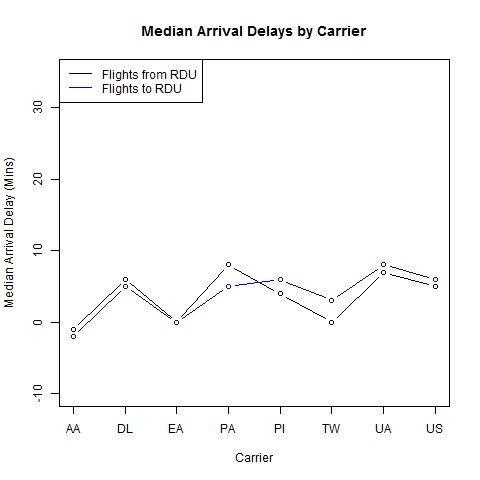 Median Arrival Delays by Carrier
Flights from RDU
Flights to RDU
Median Arrival Delay (Mins)
30
20
10
0
-10
AA DL EA PA PI TW UA US
Carrier